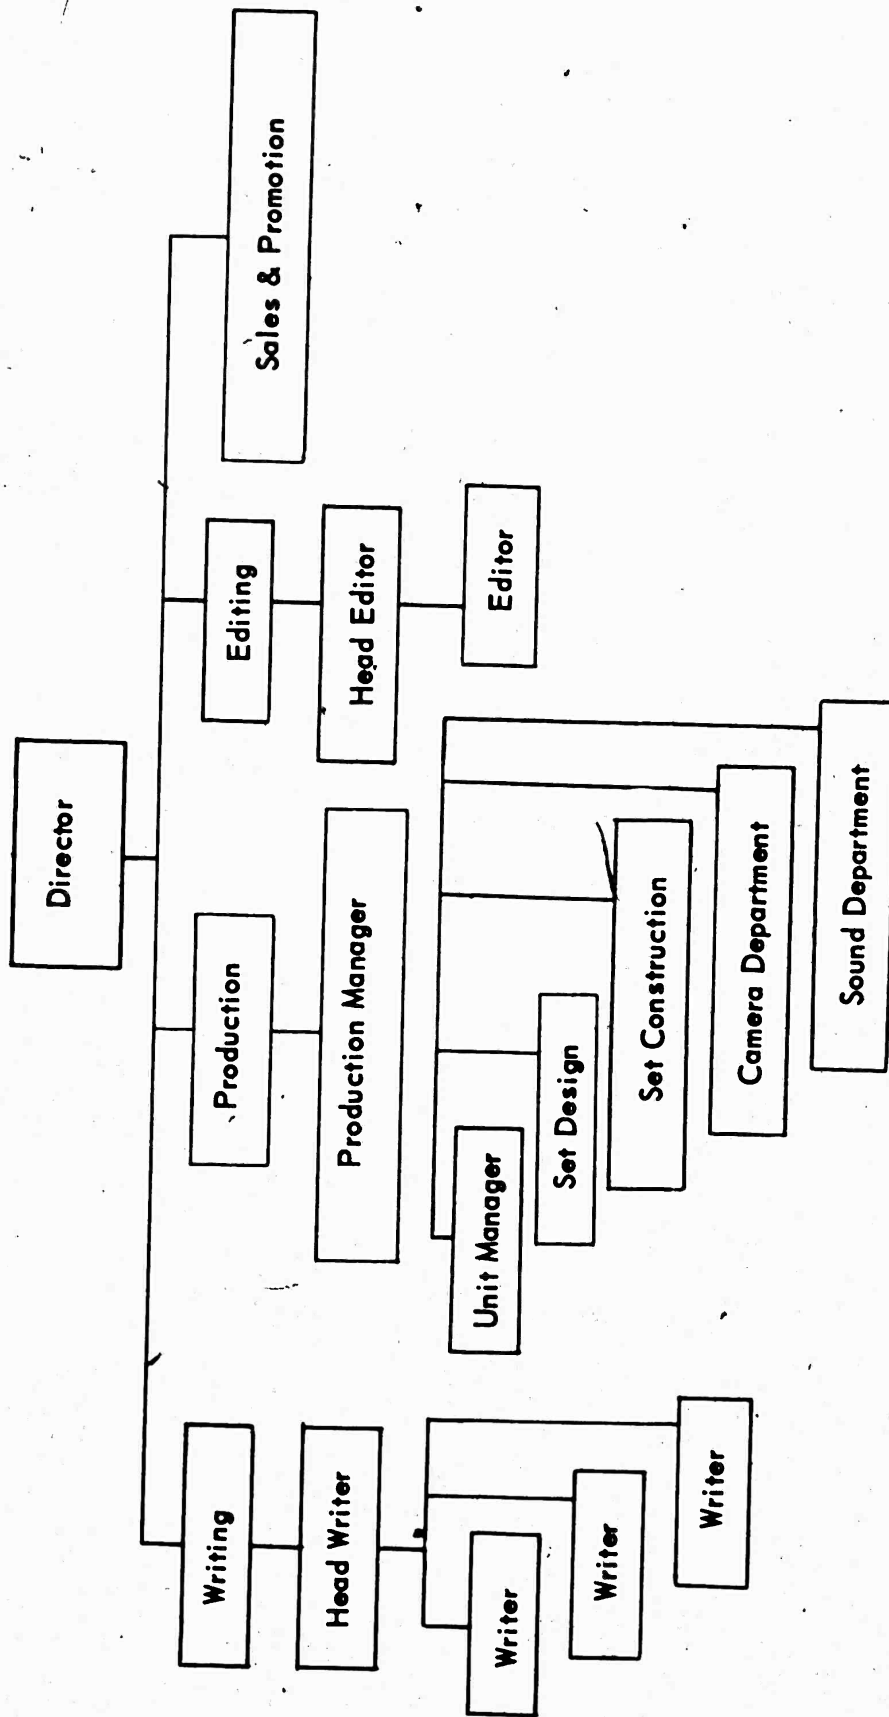 Director
Writing
Production
Editing
Sales & Promotion
Head Writer
Production Manager
Head Editor
Writer
Writer
Writer
Unit Manager
Set Design
Set Construction
Camera Department
Sound Department
Editor